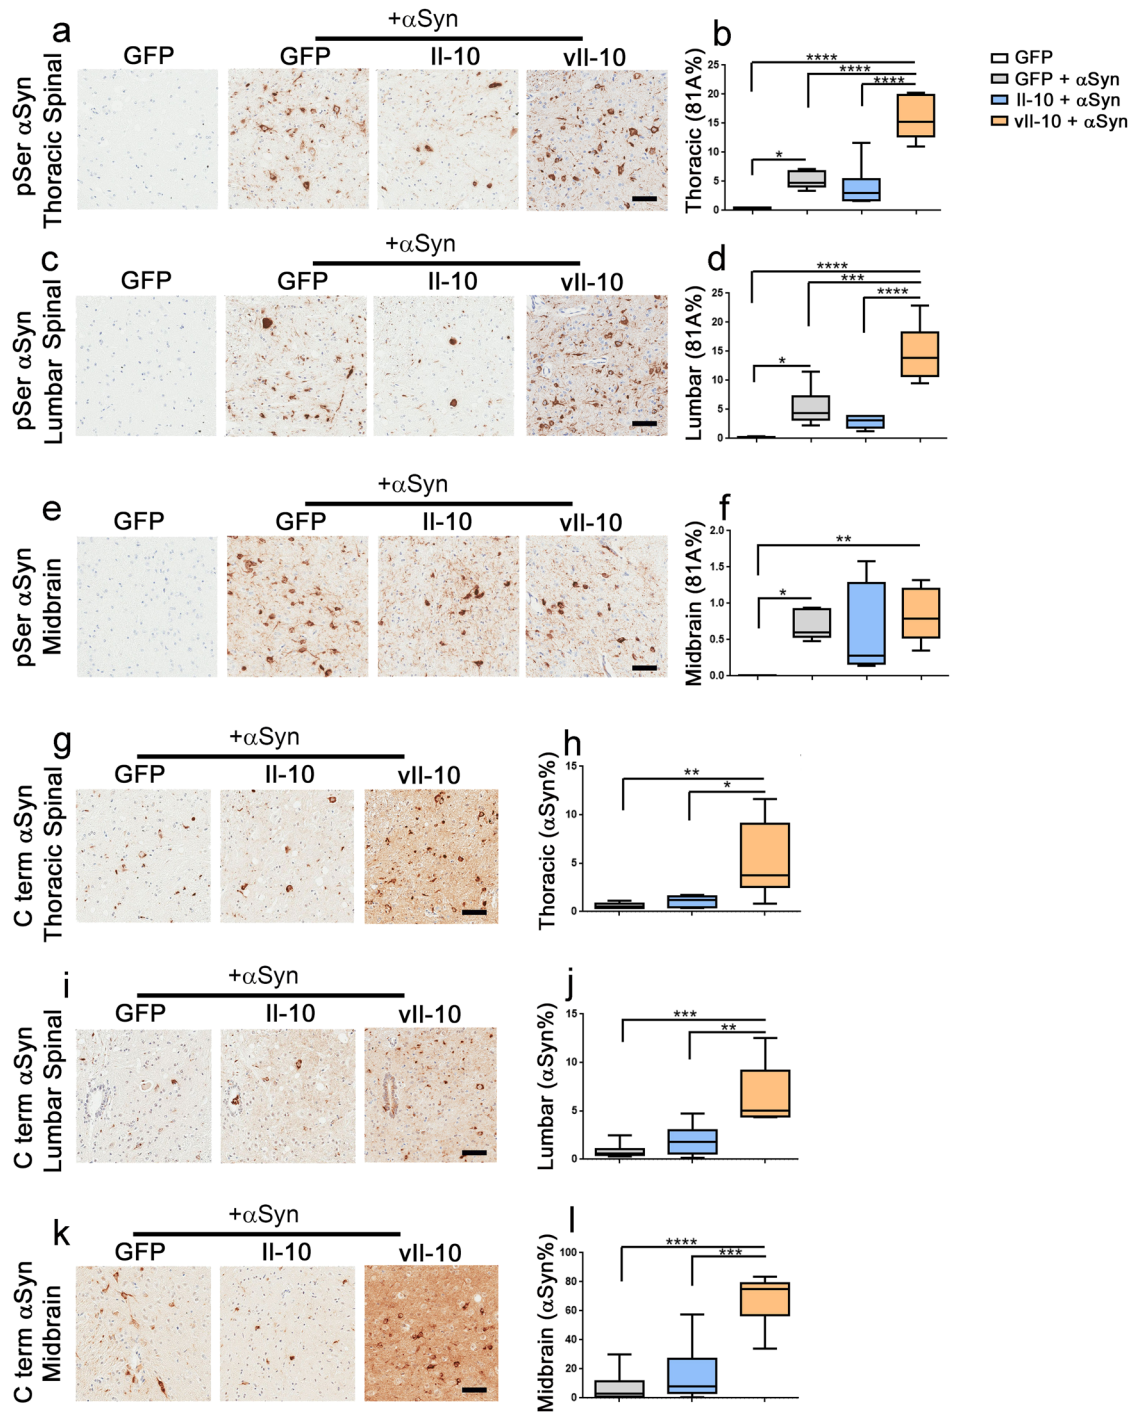 a
+αSyn
GFP
GFP
Il-10
vIl-10
pSer αSyn
Thoracic Spinal
b
Thoracic (81A%)
25
20
15
10
5
0
****
****
****
*
GFP
GFP + αSyn
Il-10 + αSyn
vIl-10 + αSyn
c
+αSyn
GFP
GFP
Il-10
vIl-10
pSer αSyn
Lumbar Spinal
d
Lumbar (81A%)
25
20
15
10
5
0
****
***
****
*
e
+αSyn
GFP
GFP
Il-10
vIl-10
pSer αSyn
Midbrain
f
Midbrain (81A%)
2.0
1.5
1.0
0.5
0.0
**
*
g
+αSyn
GFP
Il-10
vIl-10
C term αSyn
Thoracic Spinal
h
Thoracic (αSyn%)
15
10
5
0
**
*
i
+αSyn
GFP
Il-10
vIl-10
C term αSyn
Lumbar Spinal
j
Lumbar (αSyn%)
15
10
5
0
***
**
k
+αSyn
GFP
Il-10
vIl-10
C term αSyn
Midbrain
l
Midbrain (αSyn%)
100
80
60
40
20
0
****
***